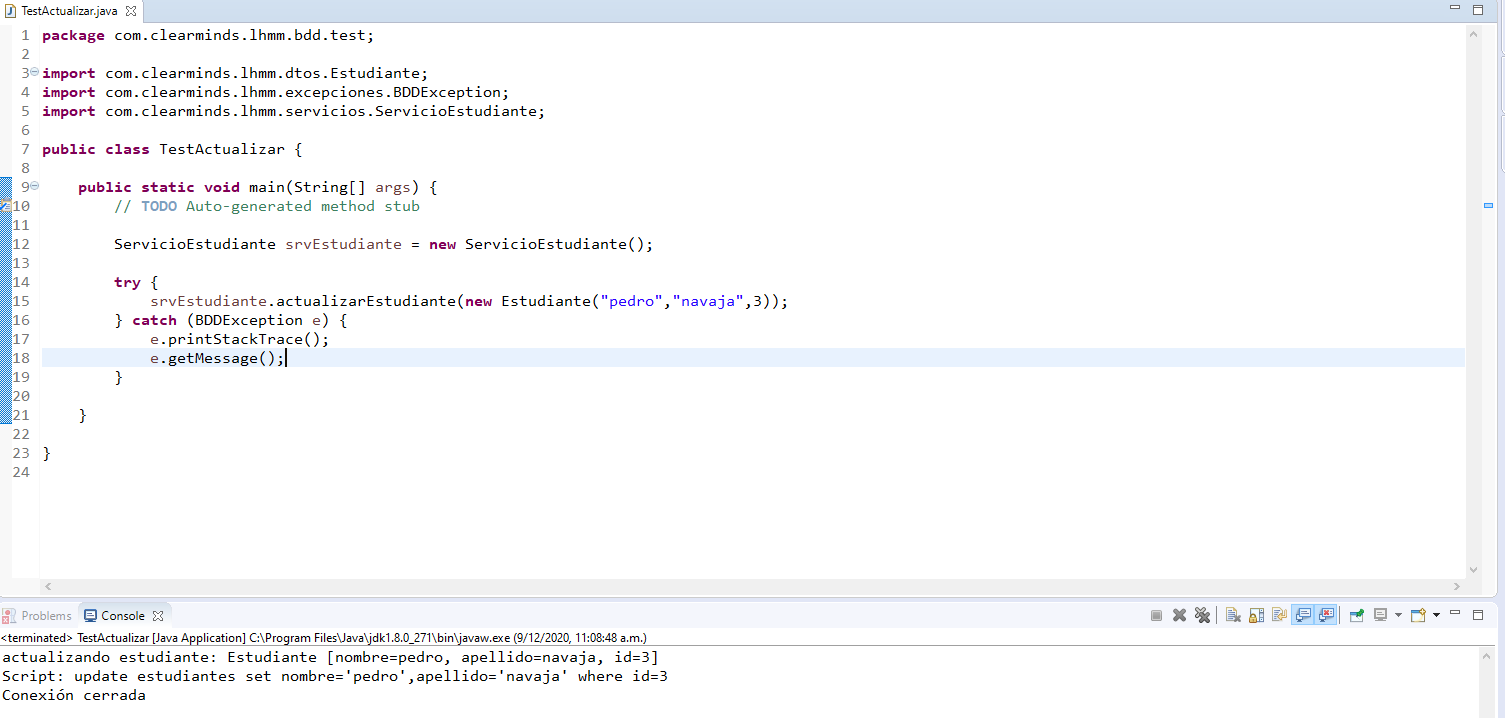 TestActualizar.java
1 package com.clearminds.lhmm.bdd.test;
2
3 import com.clearminds.lhmm.dtos.Estudiante;
4 import com.clearminds.lhmm.excepciones.BDDException;
5 import com.clearminds.lhmm.servicios.ServicioEstudiante;
6
7 public class TestActualizar {
8
9     public static void main(String[] args) {
10         // TODO Auto-generated method stub
11
12         ServicioEstudiante srvEstudiante = new ServicioEstudiante();
13
14         try {
15             srvEstudiante.actualizarEstudiante(new Estudiante("pedro","navaja",3));
16         } catch (BDDException e) {
17             e.printStackTrace();
18             e.getMessage();
19         }
20
21     }
22
23 }
24
Problems Console
<terminated> TestActualizar [Java Application] C:\Program Files\Java\jdk1.8.0_271\bin\javaw.exe (9/12/2020, 11:08:48 a.m.)
actualizando estudiante: Estudiante [nombre=pedro, apellido=navaja, id=3]
Script: update estudiantes set nombre='pedro',apellido='navaja' where id=3
Conexión cerrada